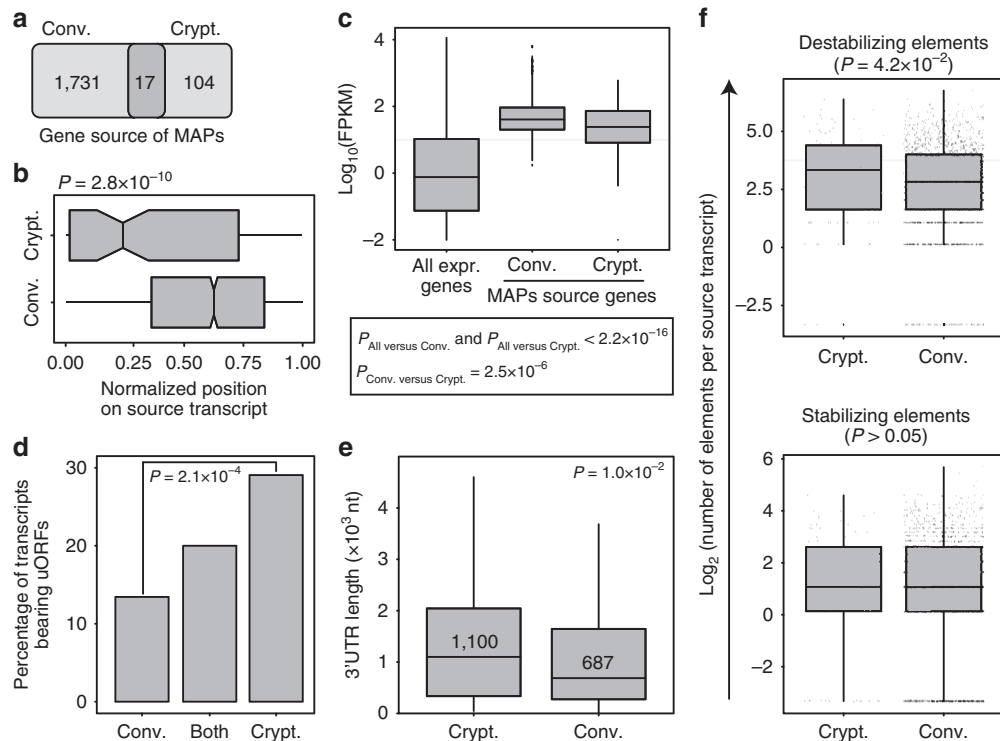 a
Conv. Crypt.
1,731 17 104
Gene source of MAPs
b
P = 2.8×10−10
Crypt.
Conv.
0.00 0.25 0.50 0.75 1.00
Normalized position
on source transcript
c
Log10(FPKM)
4
2
0
−2
All expr.
genes
Conv. Crypt.
MAPs source genes
PAll versus Conv. and PAll versus Crypt. < 2.2×10−16
PConv. versus Crypt. = 2.5×10−6
d
Percentage of transcripts
bearing uORFs
30
20
10
0
P = 2.1×10−4
Conv. Both Crypt.
e
3'UTR length (×103 nt)
5
4
3
2
1
0
P = 1.0×10−2
1,100
687
Crypt. Conv.
f
Log2 (number of elements per source transcript)
Destabilizing elements
(P = 4.2×10−2)
5.0
2.5
0
−2.5
Crypt. Conv.
Stabilizing elements
(P > 0.05)
6
4
2
0
−2
Crypt. Conv.